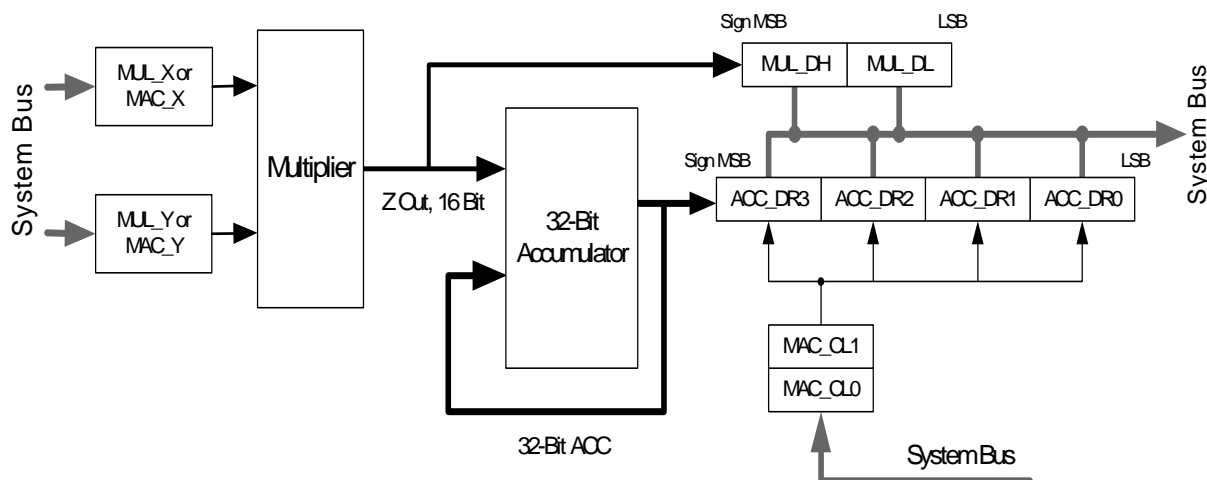 Sign MSB
LSB
System Bus
MUL_X or
MAC_X
MUL_DH
MUL_DL
System Bus
Multiplier
Sign MSB
LSB
Z Out, 16 Bit
ACC_DR3
ACC_DR2
ACC_DR1
ACC_DR0
MUL_Y or
MAC_Y
32-Bit
Accumulator
MAC_CL1
MAC_CL0
32-Bit ACC
System Bus